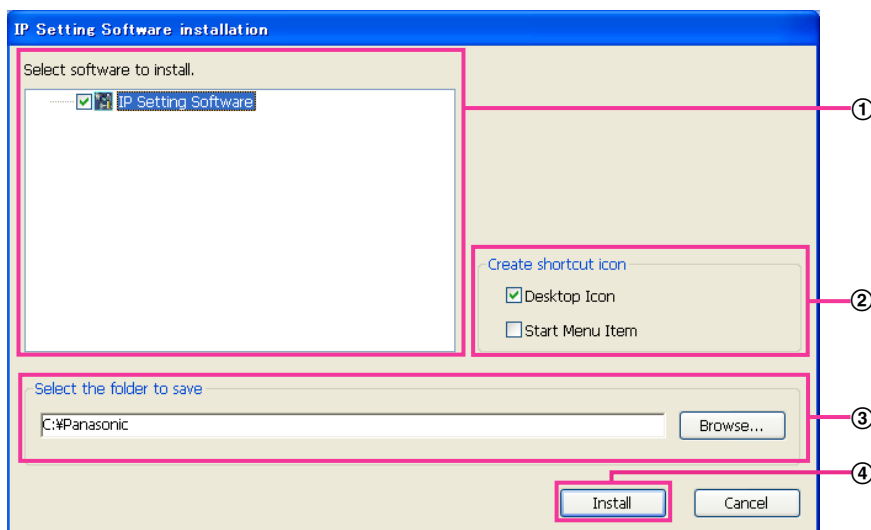 IP Setting Software installation
Select software to install.
IP Setting Software
①
Create shortcut icon
Desktop Icon
Start Menu Item
②
Select the folder to save
C:¥Panasonic
Browse...
③
④
Install
Cancel